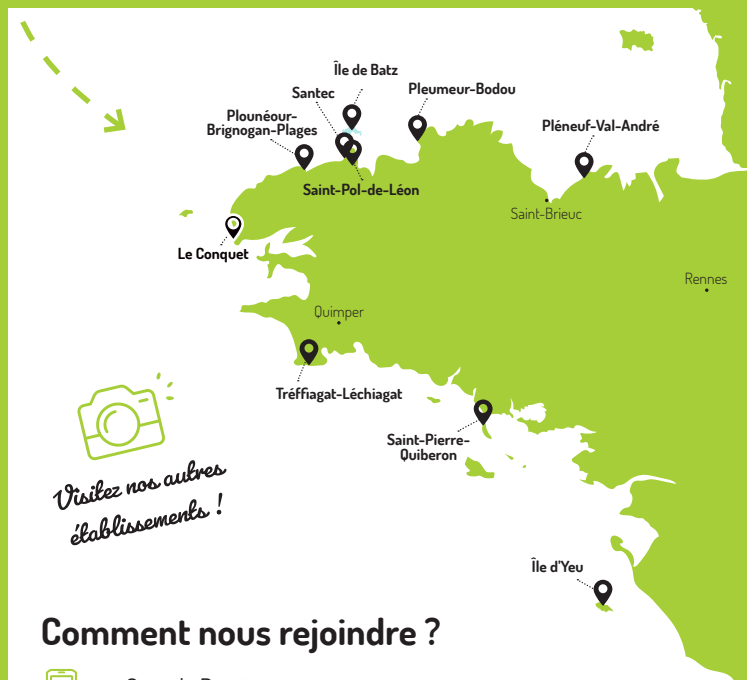 Île de Batz
Santec
Pleumeur-Bodou
Plounéour-
Brignogan-Plages
Pléneuf-Val-André
Saint-Pol-de-Léon
Saint-Brieuc
Le Conquet
Rennes
Quimper
Tréffiagat-Léchiagat
Saint-Pierre-
Quiberon
Visitez nos autres
établissements !
Île d'Yeu
Comment nous rejoindre ?